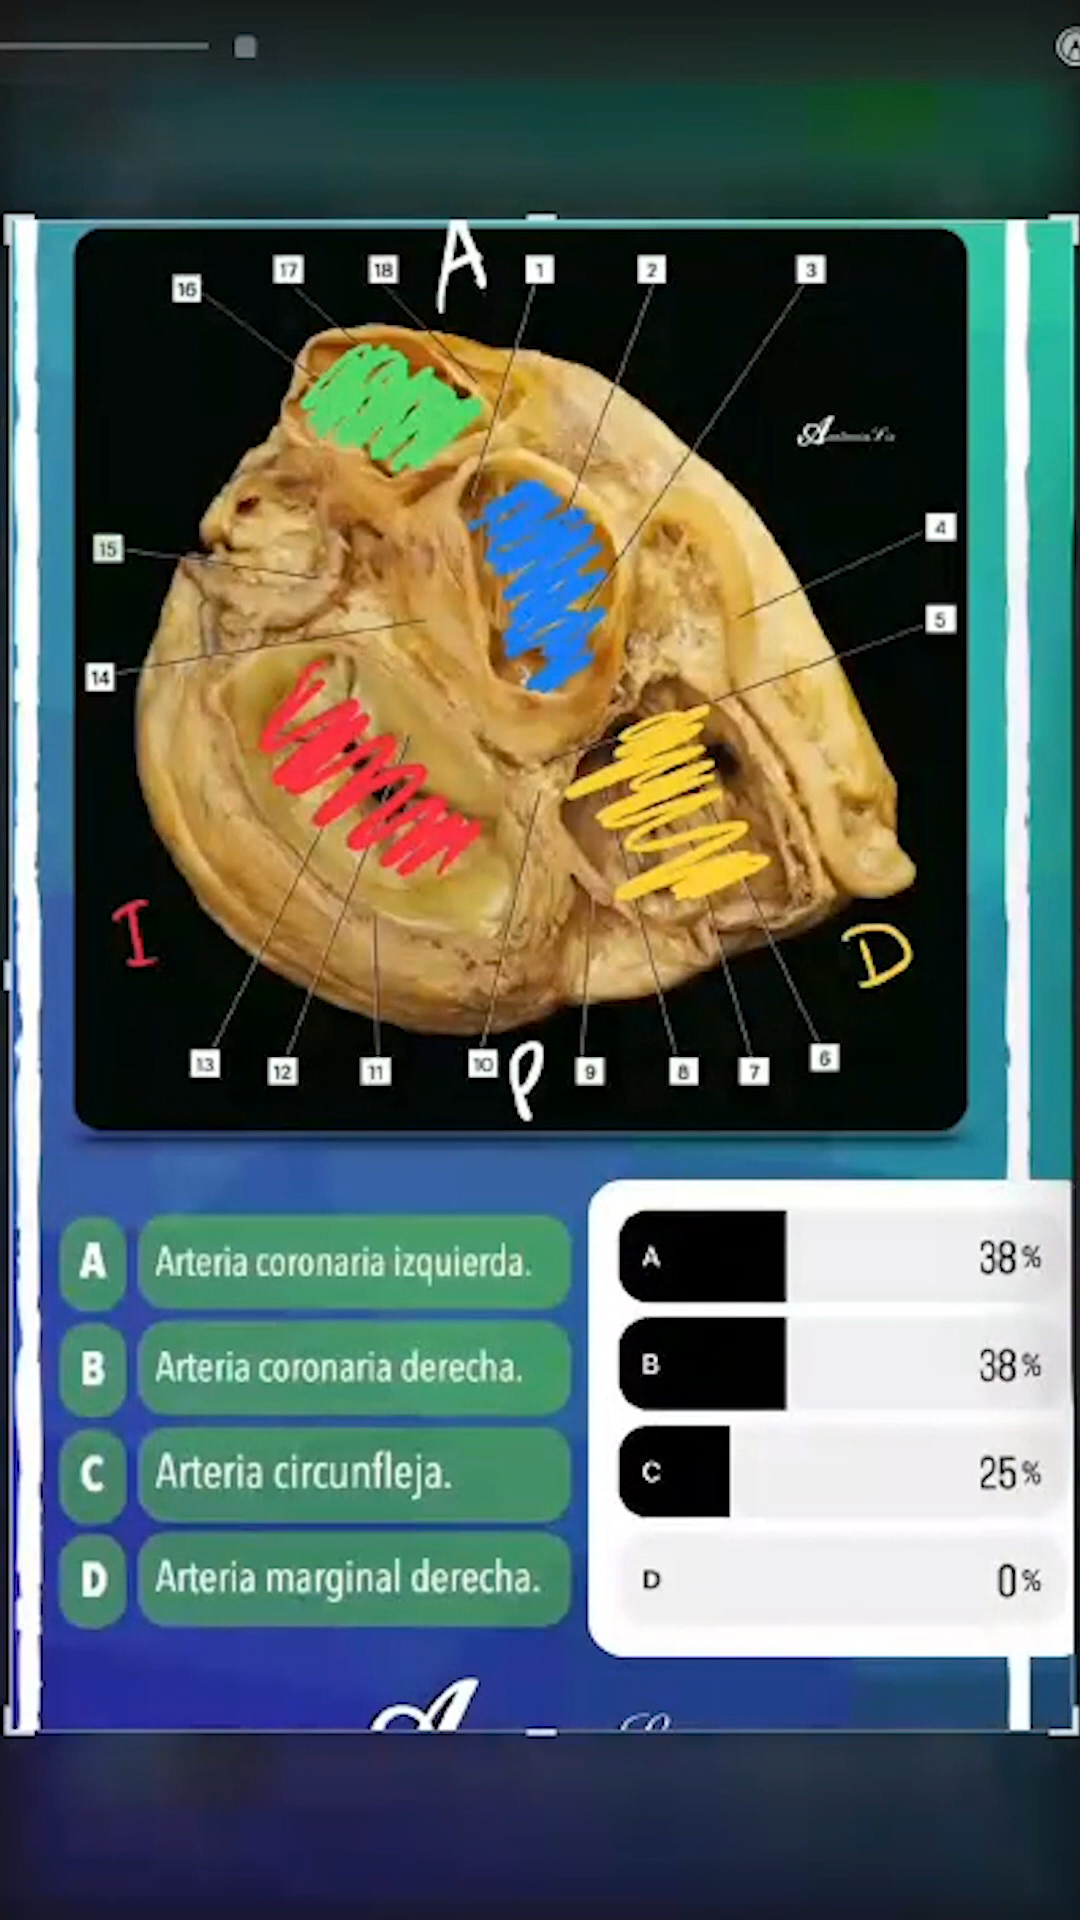 A
17
18
1
2
3
16
4
15
5
14
I
D
13
12
11
10
9
8
7
6
P
A Arteria coronaria izquierda.
B Arteria coronaria derecha.
C Arteria circunfleja.
D Arteria marginal derecha.
A 38%
B 38%
C 25%
D 0%